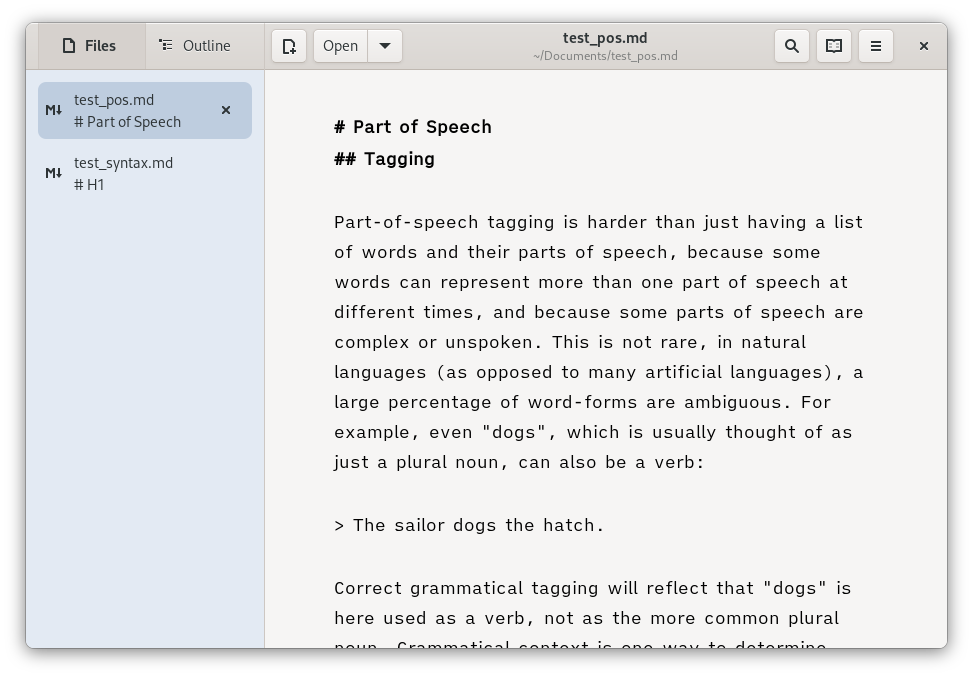 Files
Outline
Open
test_pos.md
~/Documents/test_pos.md
M↓ test_pos.md
# Part of Speech
M↓ test_syntax.md
# H1
# Part of Speech
## Tagging
Part-of-speech tagging is harder than just having a list
of words and their parts of speech, because some
words can represent more than one part of speech at
different times, and because some parts of speech are
complex or unspoken. This is not rare, in natural
languages (as opposed to many artificial languages), a
large percentage of word-forms are ambiguous. For
example, even "dogs", which is usually thought of as
just a plural noun, can also be a verb:
> The sailor dogs the hatch.
Correct grammatical tagging will reflect that "dogs" is
here used as a verb, not as the more common plural
noun. Grammatical context is one way to determine